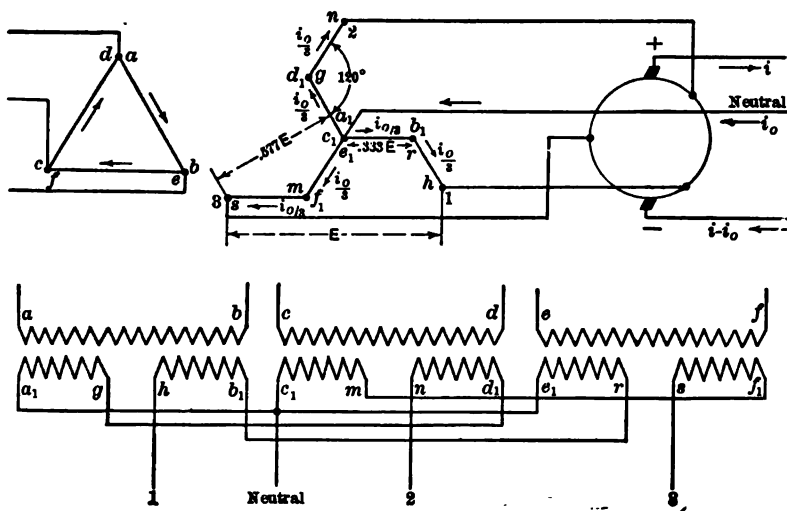 n
2
i₀/3
d a
d₁ g
120°
+
i
i₀/3
a₁
Neutral
i₀
c₁
i₀/3
b₁
.577E
e₁
.333 E
r
i₀/3
c
f
b
e
m
i₀/3
h
1
3
s
i₀/3
f₁
E
−
i-i₀
a b c d e f
a₁ g h b₁ c₁ m n d₁ e₁ r s f₁
1 Neutral 2 3